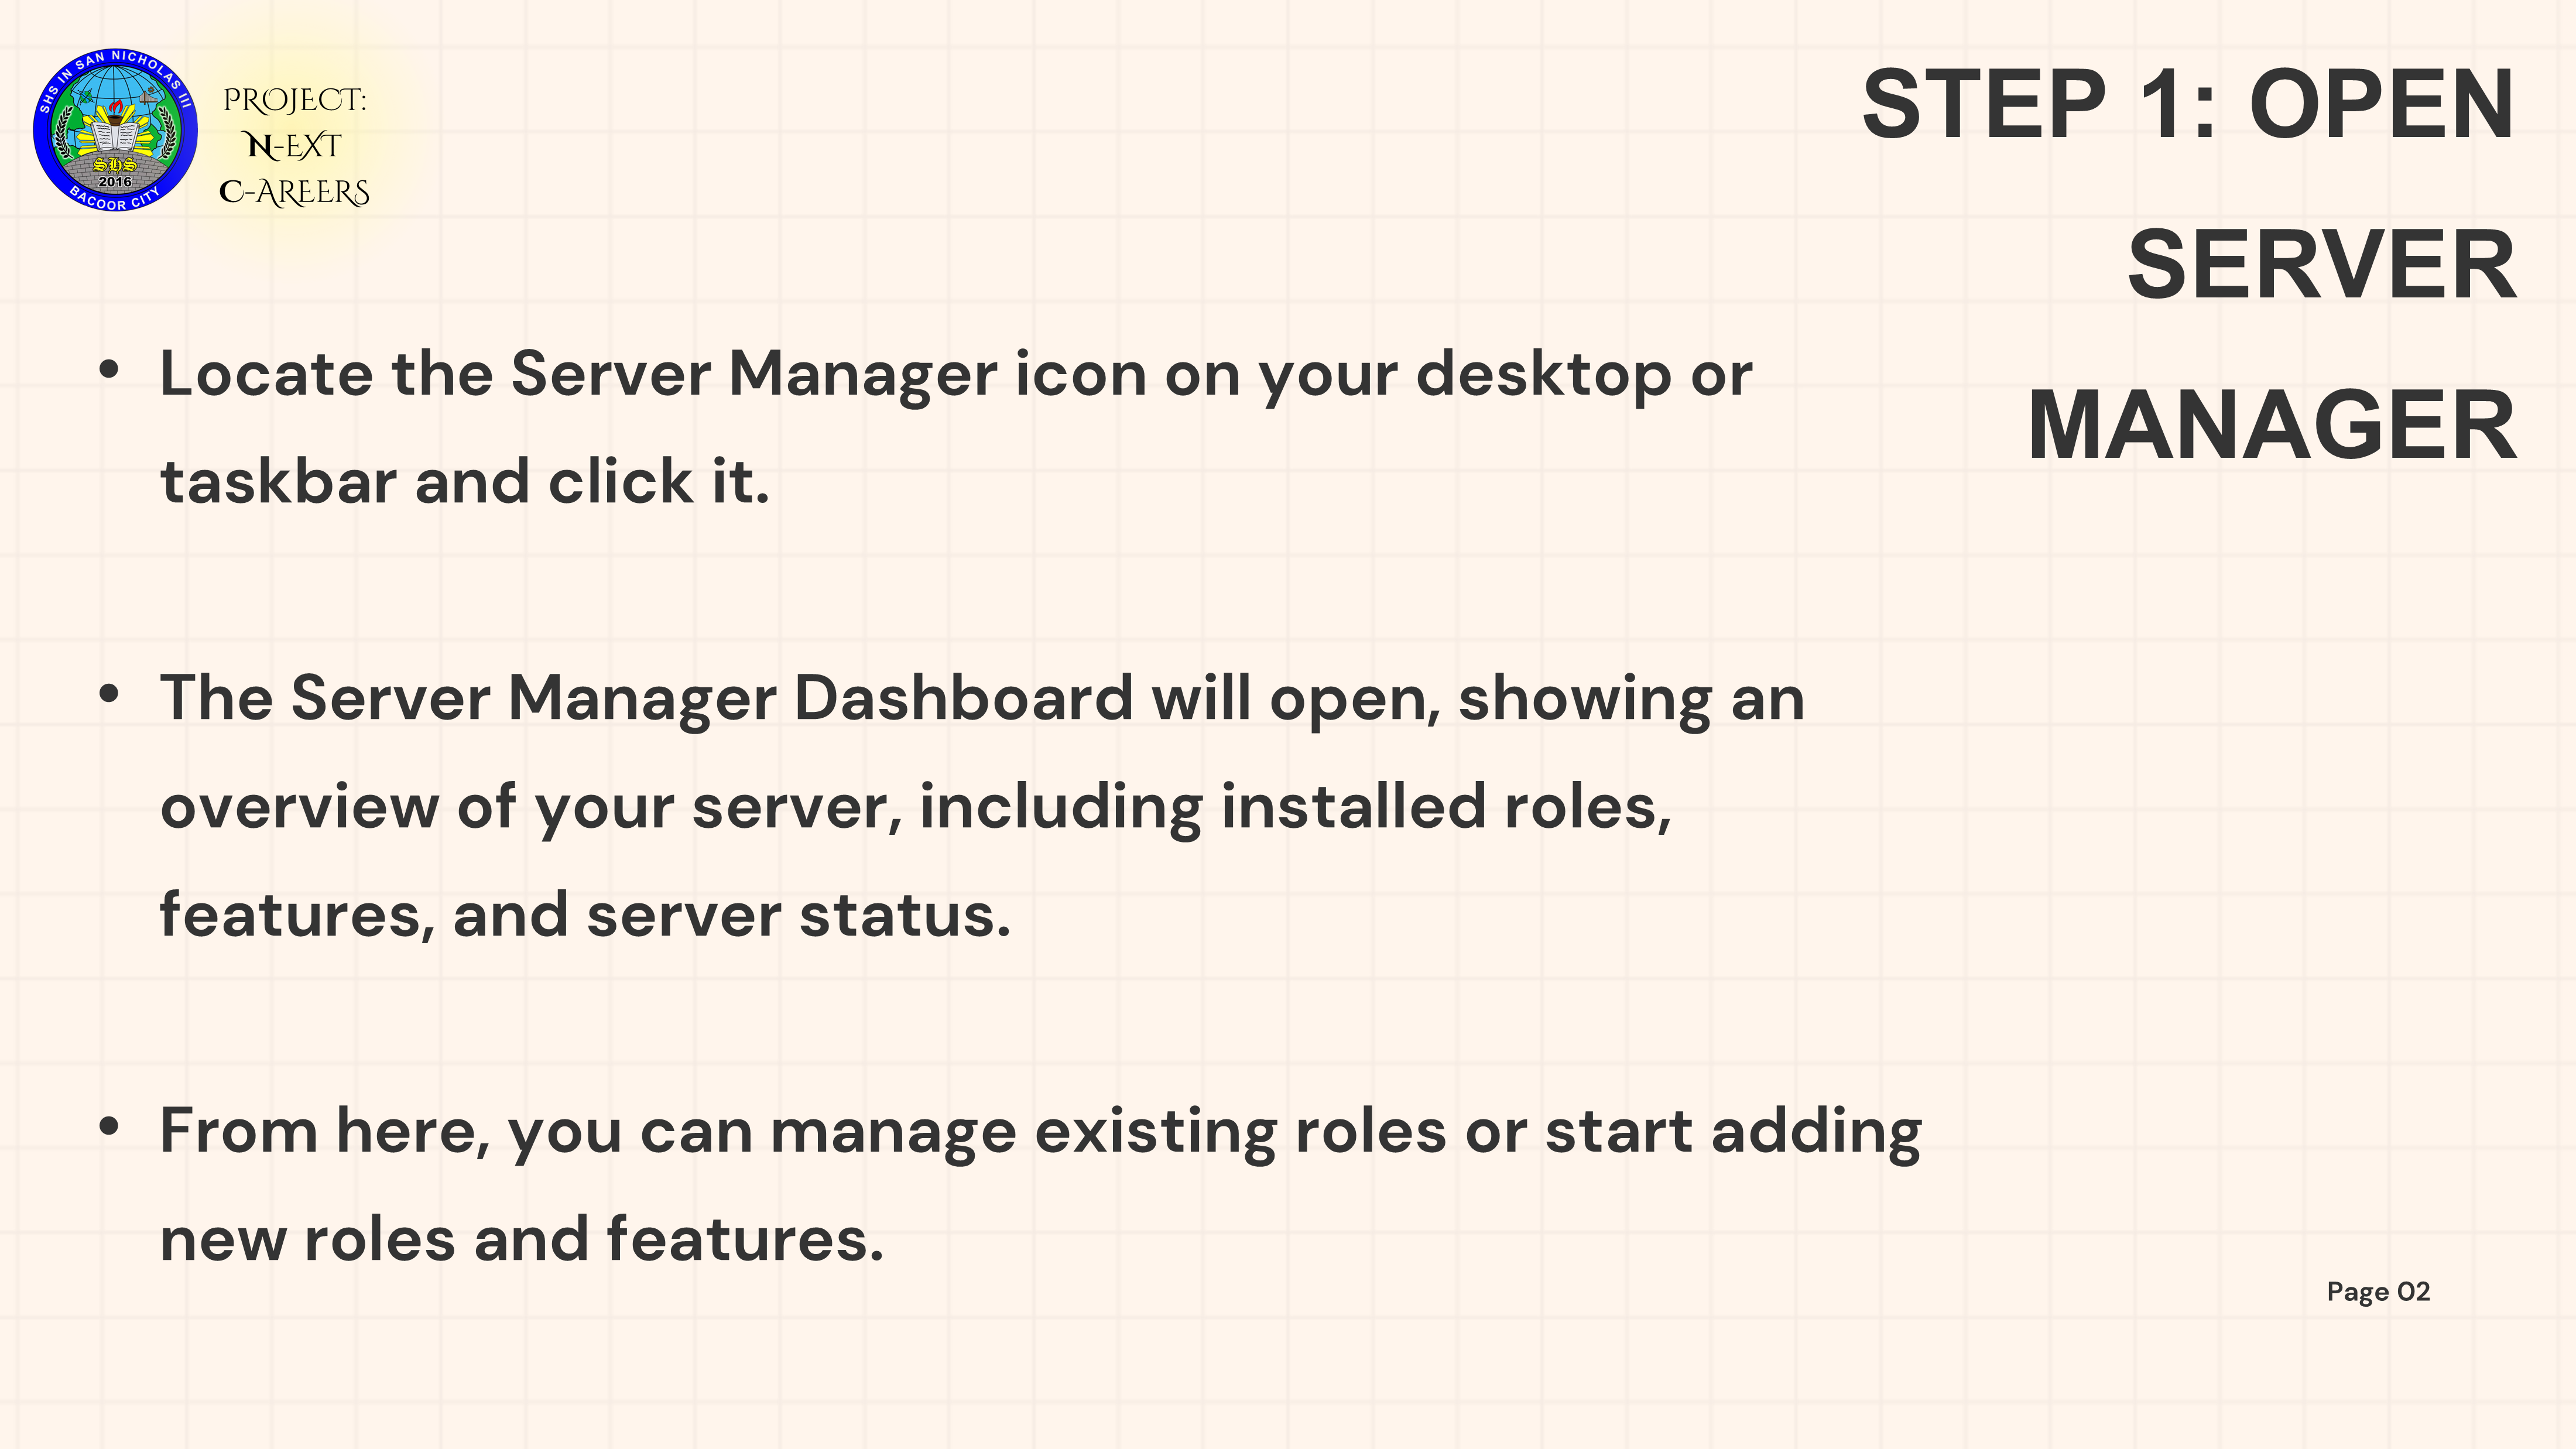 SHS IN SAN NICHOLAS III
SHS
2016
BACOOR CITY
PROJECT:
N-EXT
C-AREERS
STEP 1: OPEN
SERVER
MANAGER
• Locate the Server Manager icon on your desktop or
taskbar and click it.
• The Server Manager Dashboard will open, showing an
overview of your server, including installed roles,
features, and server status.
• From here, you can manage existing roles or start adding
new roles and features.
Page 02